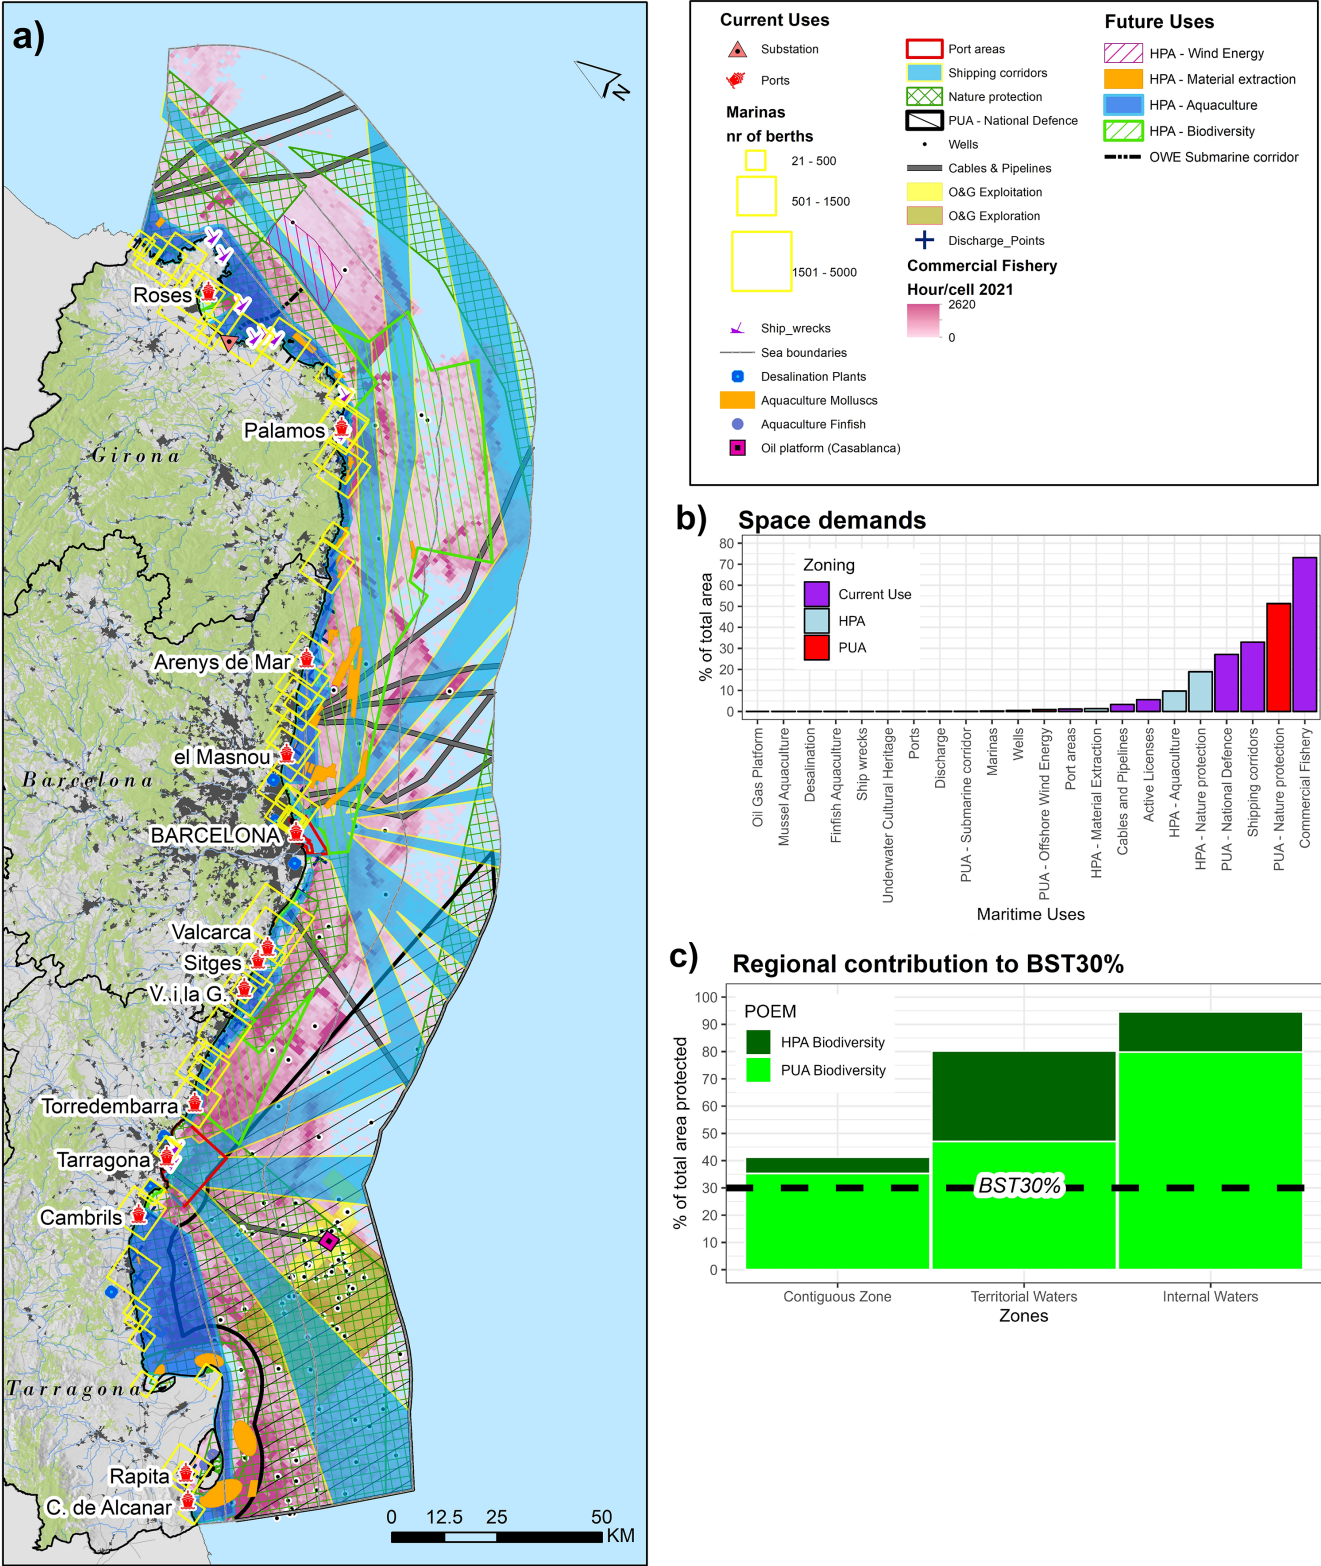 a)
N
Roses
Palamos
Girona
Arenys de Mar
el Masnou
Barcelona
BARCELONA
Valcarca
Sitges
V. i la G.
Torredembarra
Tarragona
Cambrils
Tarragona
Rapita
C. de Alcanar
0 12.5 25 50
KM
Current Uses
Substation
Ports
Marinas
nr of berths
21 - 500
501 - 1500
1501 - 5000
Ship_wrecks
Sea boundaries
Desalination Plants
Aquaculture Molluscs
Aquaculture Finfish
Oil platform (Casablanca)
Port areas
Shipping corridors
Nature protection
PUA - National Defence
Wells
Cables & Pipelines
O&G Exploitation
O&G Exploration
Discharge_Points
Commercial Fishery
Hour/cell 2021
2620
0
Future Uses
HPA - Wind Energy
HPA - Material extraction
HPA - Aquaculture
HPA - Biodiversity
OWE Submarine corridor
b) Space demands
% of total area
80
70
60
50
40
30
20
10
0
Zoning
Current Use
HPA
PUA
Oil Gas Platform
Mussel Aquaculture
Desalination
Finfish Aquaculture
Ship wrecks
Underwater Cultural Heritage
Ports
Discharge
PUA - Submarine corridor
Marinas
Wells
PUA - Offshore Wind Energy
Port areas
HPA - Material Extraction
Cables and Pipelines
Active Licenses
HPA - Aquaculture
HPA - Nature protection
PUA - National Defence
Shipping corridors
PUA - Nature protection
Commercial Fishery
Maritime Uses
c) Regional contribution to BST30%
% of total area protected
100
90
80
70
60
50
40
30
20
10
0
POEM
HPA Biodiversity
PUA Biodiversity
BST30%
Contiguous Zone
Territorial Waters
Internal Waters
Zones